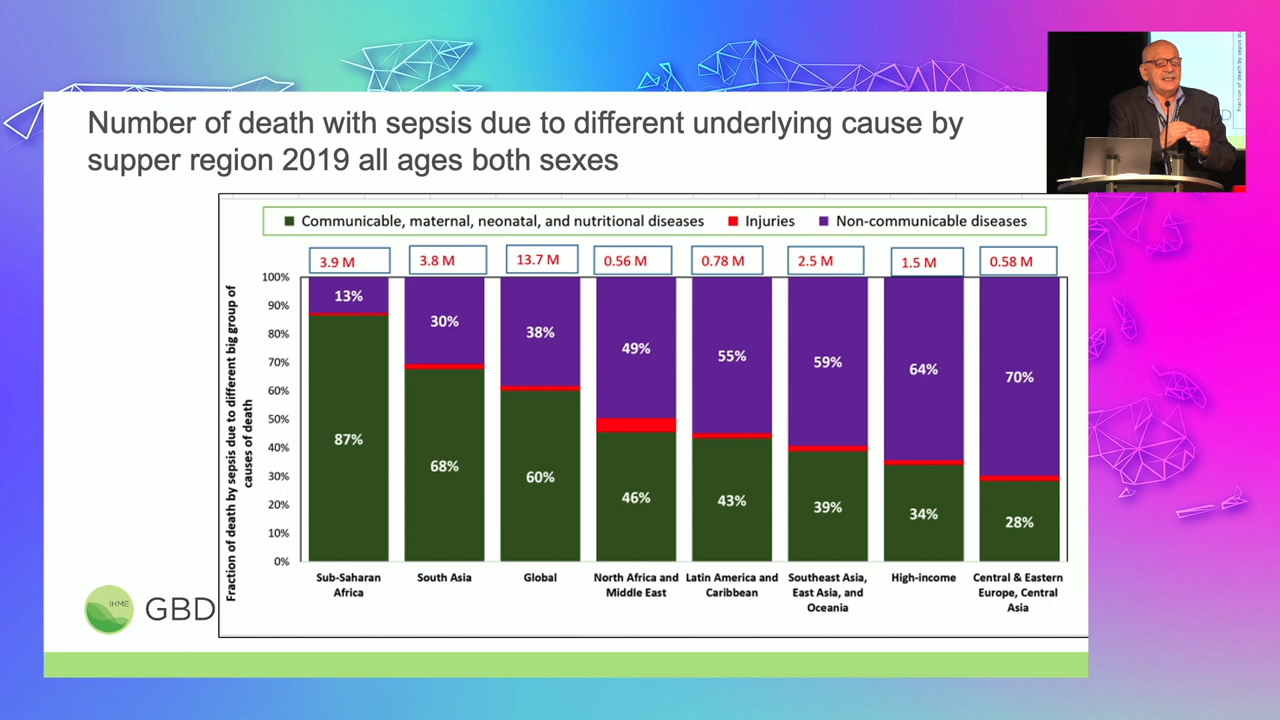 Number of death with sepsis due to different underlying cause by
supper region 2019 all ages both sexes
Communicable, maternal, neonatal, and nutritional diseases
Injuries
Non-communicable diseases
3.9 M
3.8 M
13.7 M
0.56 M
0.78 M
2.5 M
1.5 M
0.58 M
Fraction of death by sepsis due to different big group of
causes of death
100%
90%
80%
70%
60%
50%
40%
30%
20%
10%
0%
13%
30%
38%
49%
55%
59%
64%
70%
87%
68%
60%
46%
43%
39%
34%
28%
Sub-Saharan
Africa
South Asia
Global
North Africa and
Middle East
Latin America and
Caribbean
Southeast Asia,
East Asia, and
Oceania
High-income
Central & Eastern
Europe, Central
Asia
IHME
GBD